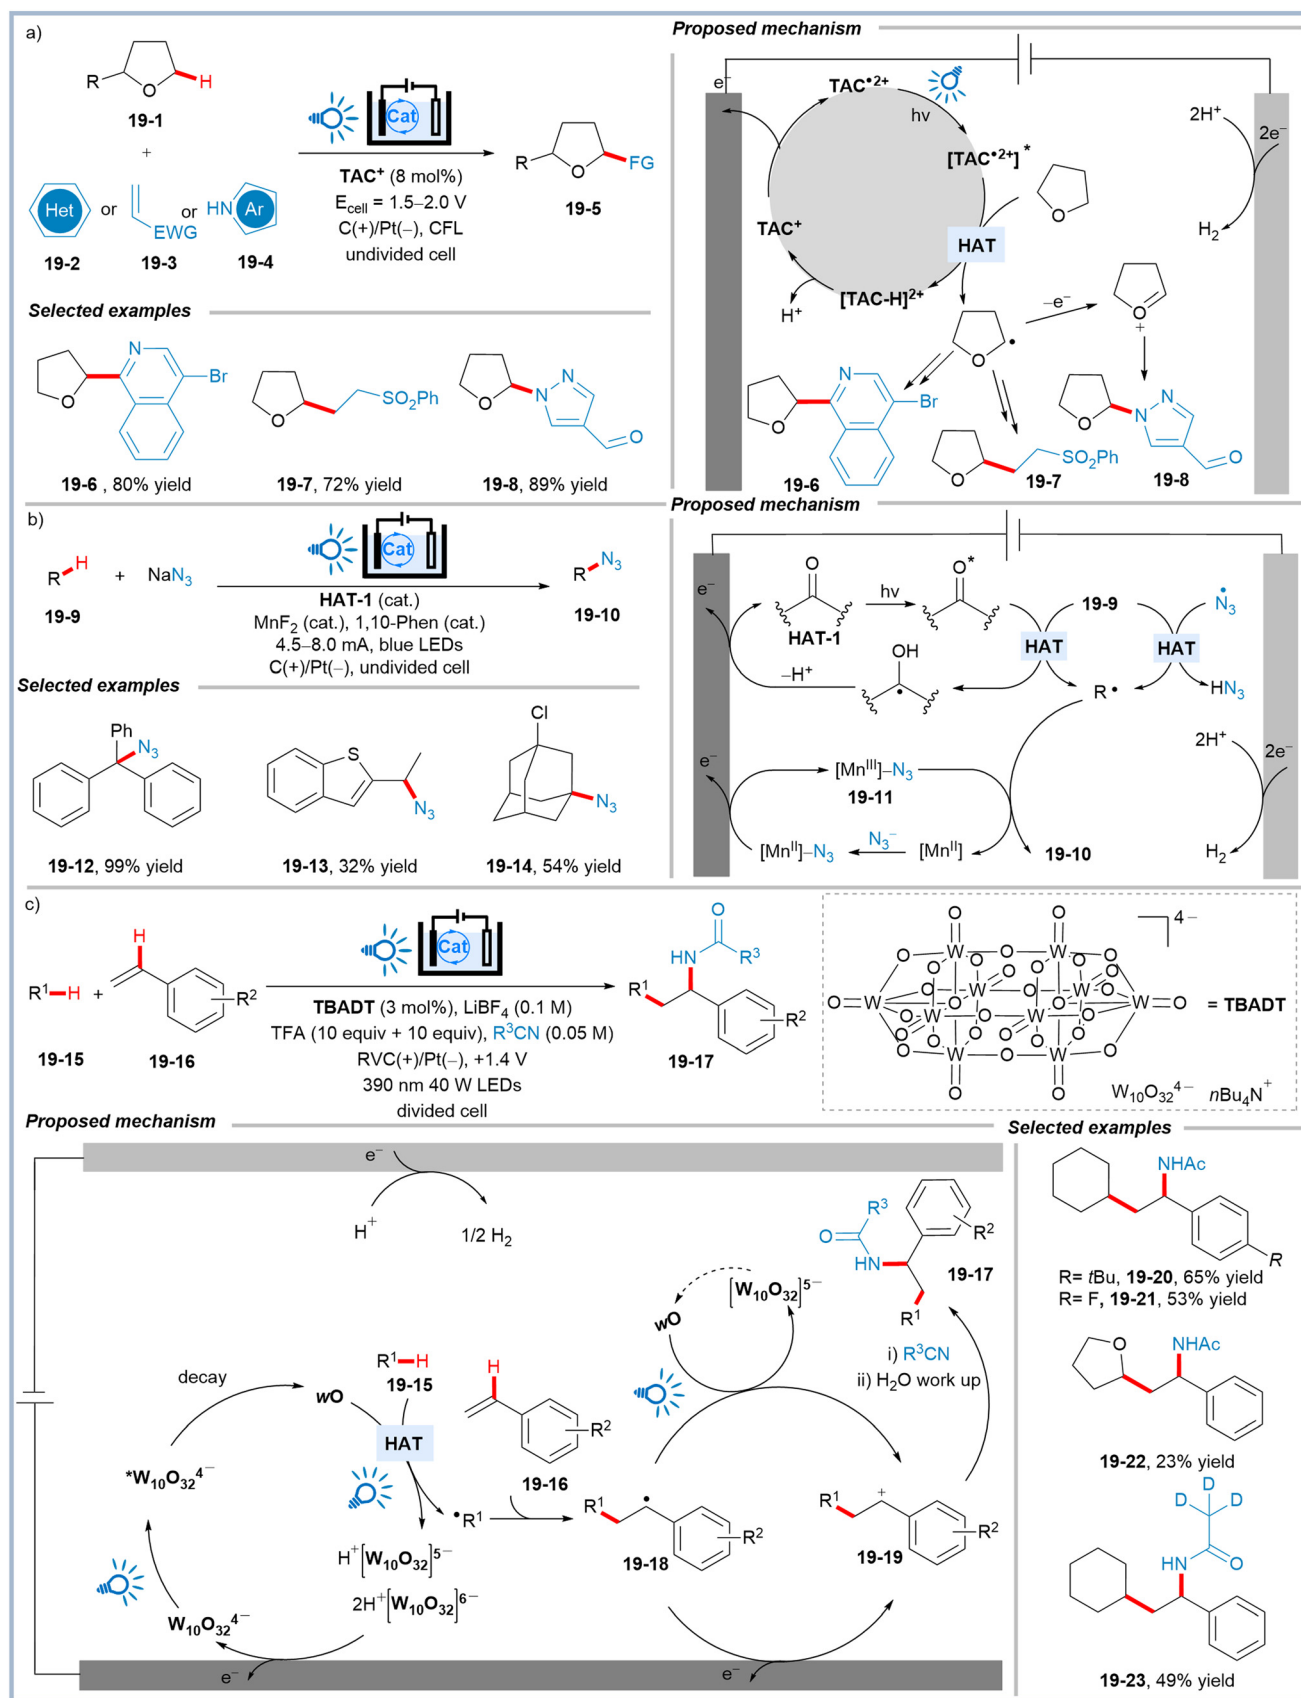 a)
R
O
H
19-1
+
Het
or
EWG
or
HN
Ar
19-2
19-3
19-4
Cat
TAC⁺ (8 mol%)
E_cell = 1.5–2.0 V
C(+)/Pt(–), CFL
undivided cell
R
O
FG
19-5
Selected examples
O
N
Br
19-6 , 80% yield
O
SO₂Ph
19-7, 72% yield
O
N
N
O
19-8, 89% yield
Proposed mechanism
e⁻
TAC•²⁺
hν
[TAC•²⁺]*
O
HAT
TAC⁺
[TAC-H]²⁺
H⁺
2H⁺
2e⁻
H₂
O
•
–e⁻
O
+
O
N
Br
19-6
O
SO₂Ph
19-7
O
N
N
O
19-8
b)
R
H
19-9
+
NaN₃
Cat
HAT-1 (cat.)
MnF₂ (cat.), 1,10-Phen (cat.)
4.5–8.0 mA, blue LEDs
C(+)/Pt(–), undivided cell
R
N₃
19-10
Selected examples
Ph
N₃
19-12, 99% yield
S
N₃
19-13, 32% yield
Cl
N₃
19-14, 54% yield
Proposed mechanism
e⁻
O
HAT-1
hν
O*
19-9
N₃•
HAT
HAT
OH
•
–H⁺
R•
HN₃
2H⁺
2e⁻
H₂
e⁻
[Mnᴵᴵᴵ]–N₃
19-11
[Mnᴵᴵ]–N₃
N₃⁻
[Mnᴵᴵ]
19-10
c)
R¹
H
+
H
R²
19-15
19-16
Cat
TBADT (3 mol%), LiBF₄ (0.1 M)
TFA (10 equiv + 10 equiv), R³CN (0.05 M)
RVC(+)/Pt(–), +1.4 V
390 nm 40 W LEDs
divided cell
O
HN
R³
R¹
R²
19-17
4–
O
O
O
O
O
W
O
W
O
O
O
O
O
O
W
W
O
O
O=W
W=O
W
W
O
O
O
O
O
O
O
W
O
W
O
O
O
= TBADT
W₁₀O₃₂⁴⁻
nBu₄N⁺
Proposed mechanism
e⁻
H⁺
1/2 H₂
decay
wO
R¹
H
19-15
HAT
*W₁₀O₃₂⁴⁻
W₁₀O₃₂⁴⁻
H⁺[W₁₀O₃₂]⁵⁻
2H⁺[W₁₀O₃₂]⁶⁻
e⁻
H
R²
19-16
•R¹
R¹
•
R²
19-18
wO
[W₁₀O₃₂]⁵⁻
R¹
+
R²
19-19
e⁻
i) R³CN
ii) H₂O work up
R³
O
HN
R²
R¹
19-17
Selected examples
NHAc
R
R= tBu, 19-20, 65% yield
R= F, 19-21, 53% yield
O
NHAc
19-22, 23% yield
D
D
D
HN
O
19-23, 49% yield